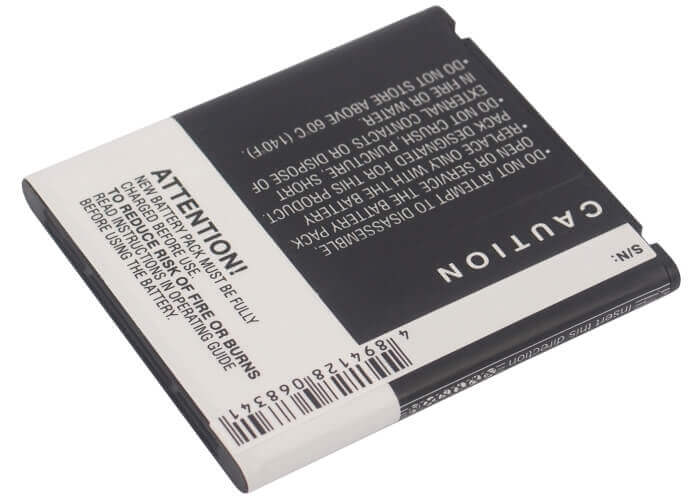 CAUTION
•DO NOT ATTEMPT TO DISASSEMBLE,
OPEN OR SERVICE THE BATTERY PACK
•REPLACE ONLY WITH THE BATTERY
PACK DESIGNATED FOR THIS PRODUCT.
•DO NOT CRUSH, PUNCTURE, SHORT
EXTERNAL CONTACTS OR DISPOSE OF
IN FIRE OR WATER
•DO NOT STORE ABOVE 60°C (140°F).
S/N:
ATTENTION!
NEW BATTERY PACK MUST BE FULLY
CHARGED BEFORE USE.
TO REDUCE RISK OF FIRE OR BURNS
READ INSTRUCTIONS IN OPERATING GUIDE
BEFORE USING THE BATTERY.
4894128068341
Insert this direction